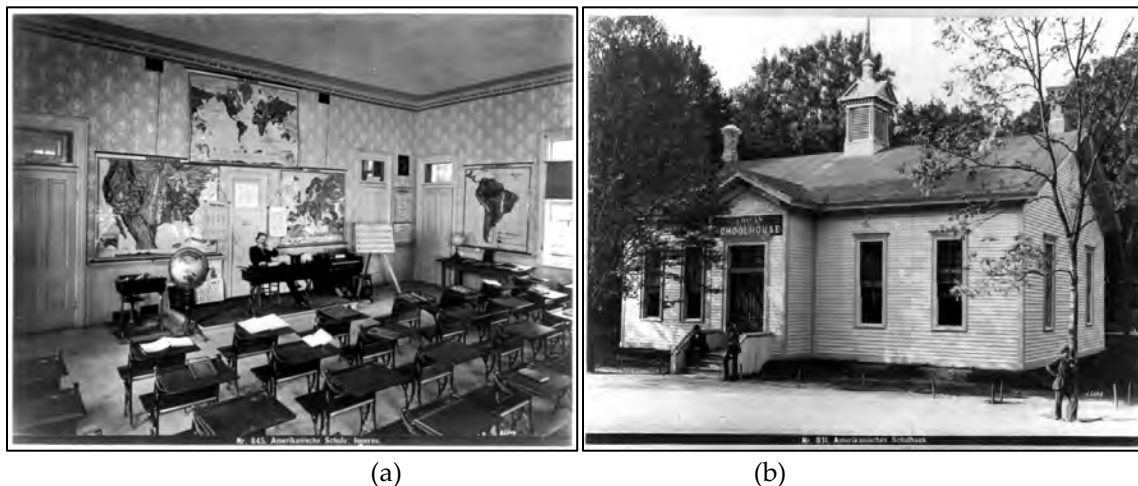 Nr. 845. Amerikanische Schule: Inneres.
SCHOOLHOUSE
Nr. 831. Amerikanisches Schulhaus.
(a)
(b)